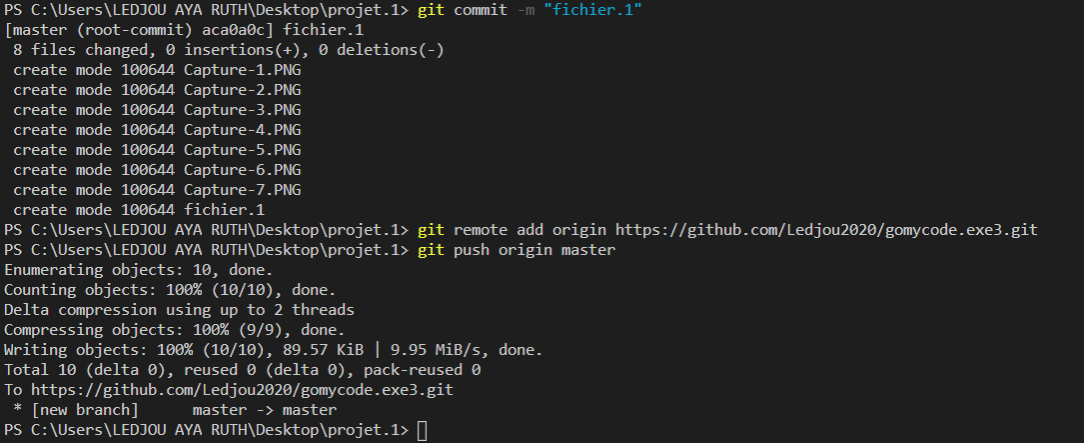 PS C:\Users\LEDJOU AYA RUTH\Desktop\projet.1> git commit -m "fichier.1"
[master (root-commit) aca0a0c] fichier.1
 8 files changed, 0 insertions(+), 0 deletions(-)
 create mode 100644 Capture-1.PNG
 create mode 100644 Capture-2.PNG
 create mode 100644 Capture-3.PNG
 create mode 100644 Capture-4.PNG
 create mode 100644 Capture-5.PNG
 create mode 100644 Capture-6.PNG
 create mode 100644 Capture-7.PNG
 create mode 100644 fichier.1
PS C:\Users\LEDJOU AYA RUTH\Desktop\projet.1> git remote add origin https://github.com/Ledjou2020/gomycode.exe3.git
PS C:\Users\LEDJOU AYA RUTH\Desktop\projet.1> git push origin master
Enumerating objects: 10, done.
Counting objects: 100% (10/10), done.
Delta compression using up to 2 threads
Compressing objects: 100% (9/9), done.
Writing objects: 100% (10/10), 89.57 KiB | 9.95 MiB/s, done.
Total 10 (delta 0), reused 0 (delta 0), pack-reused 0
To https://github.com/Ledjou2020/gomycode.exe3.git
 * [new branch]      master -> master
PS C:\Users\LEDJOU AYA RUTH\Desktop\projet.1>